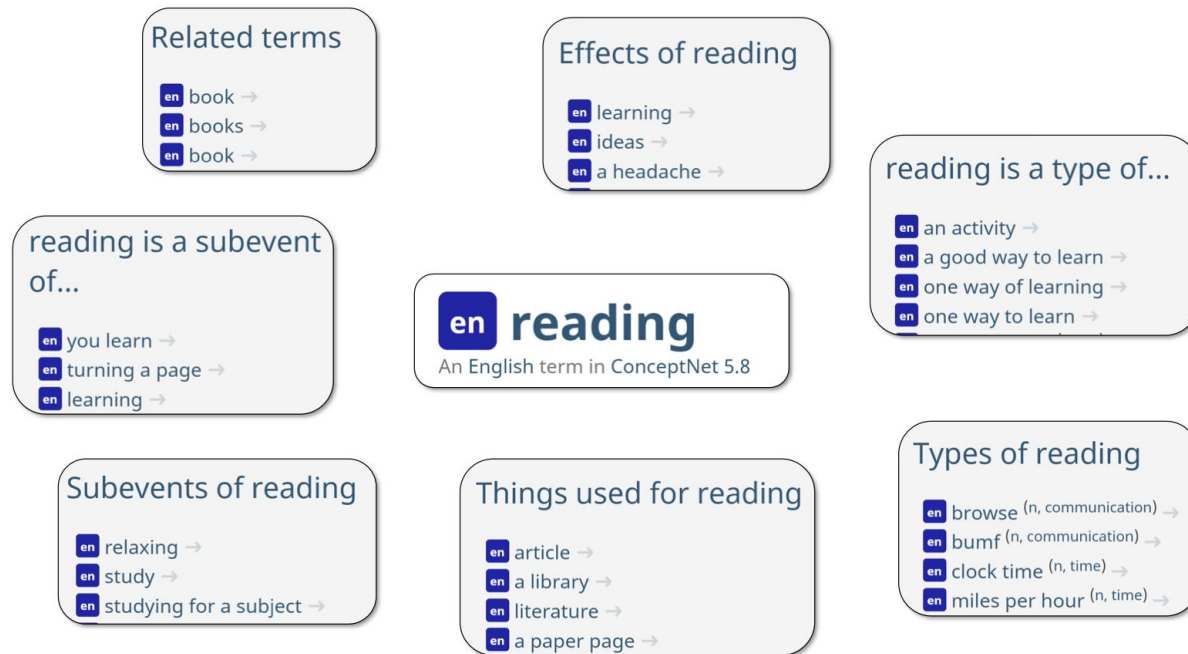 Related terms
en book →
en books →
en book →
Effects of reading
en learning →
en ideas →
en a headache →
reading is a type of...
en an activity →
en a good way to learn →
en one way of learning →
en one way to learn →
reading is a subevent
of...
en you learn →
en turning a page →
en learning →
en reading
An English term in ConceptNet 5.8
Subevents of reading
en relaxing →
en study →
en studying for a subject →
Things used for reading
en article →
en a library →
en literature →
en a paper page →
Types of reading
en browse (n, communication) →
en bumf (n, communication) →
en clock time (n, time) →
en miles per hour (n, time) →